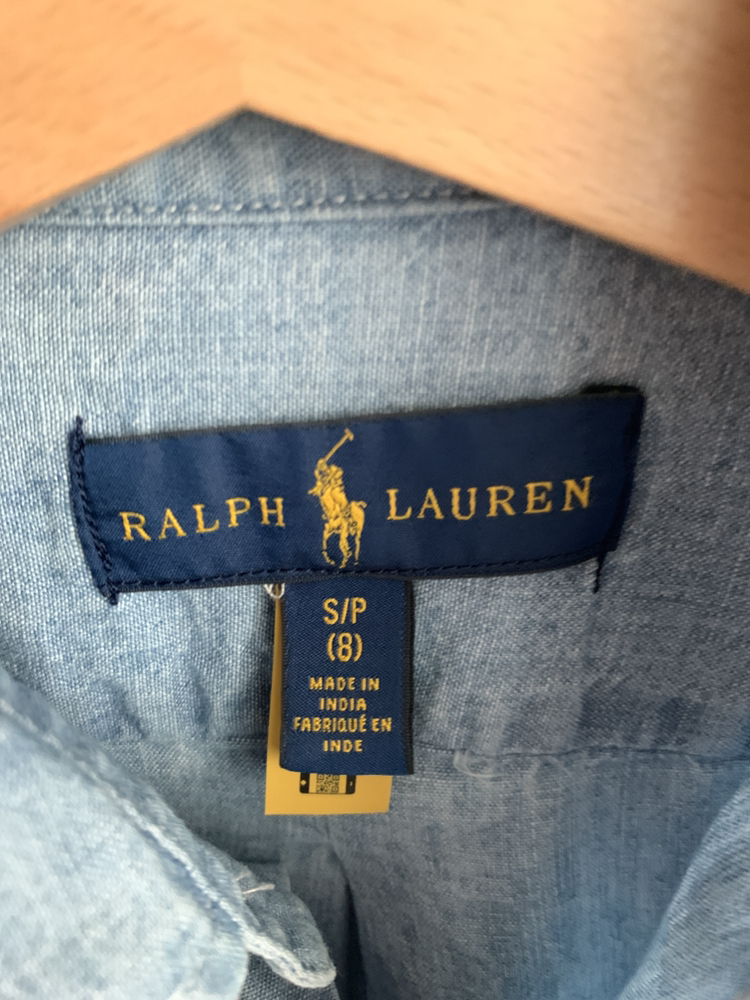 RALPH LAUREN
S/P
(8)
MADE IN
INDIA
FABRIQUÉ EN
INDE